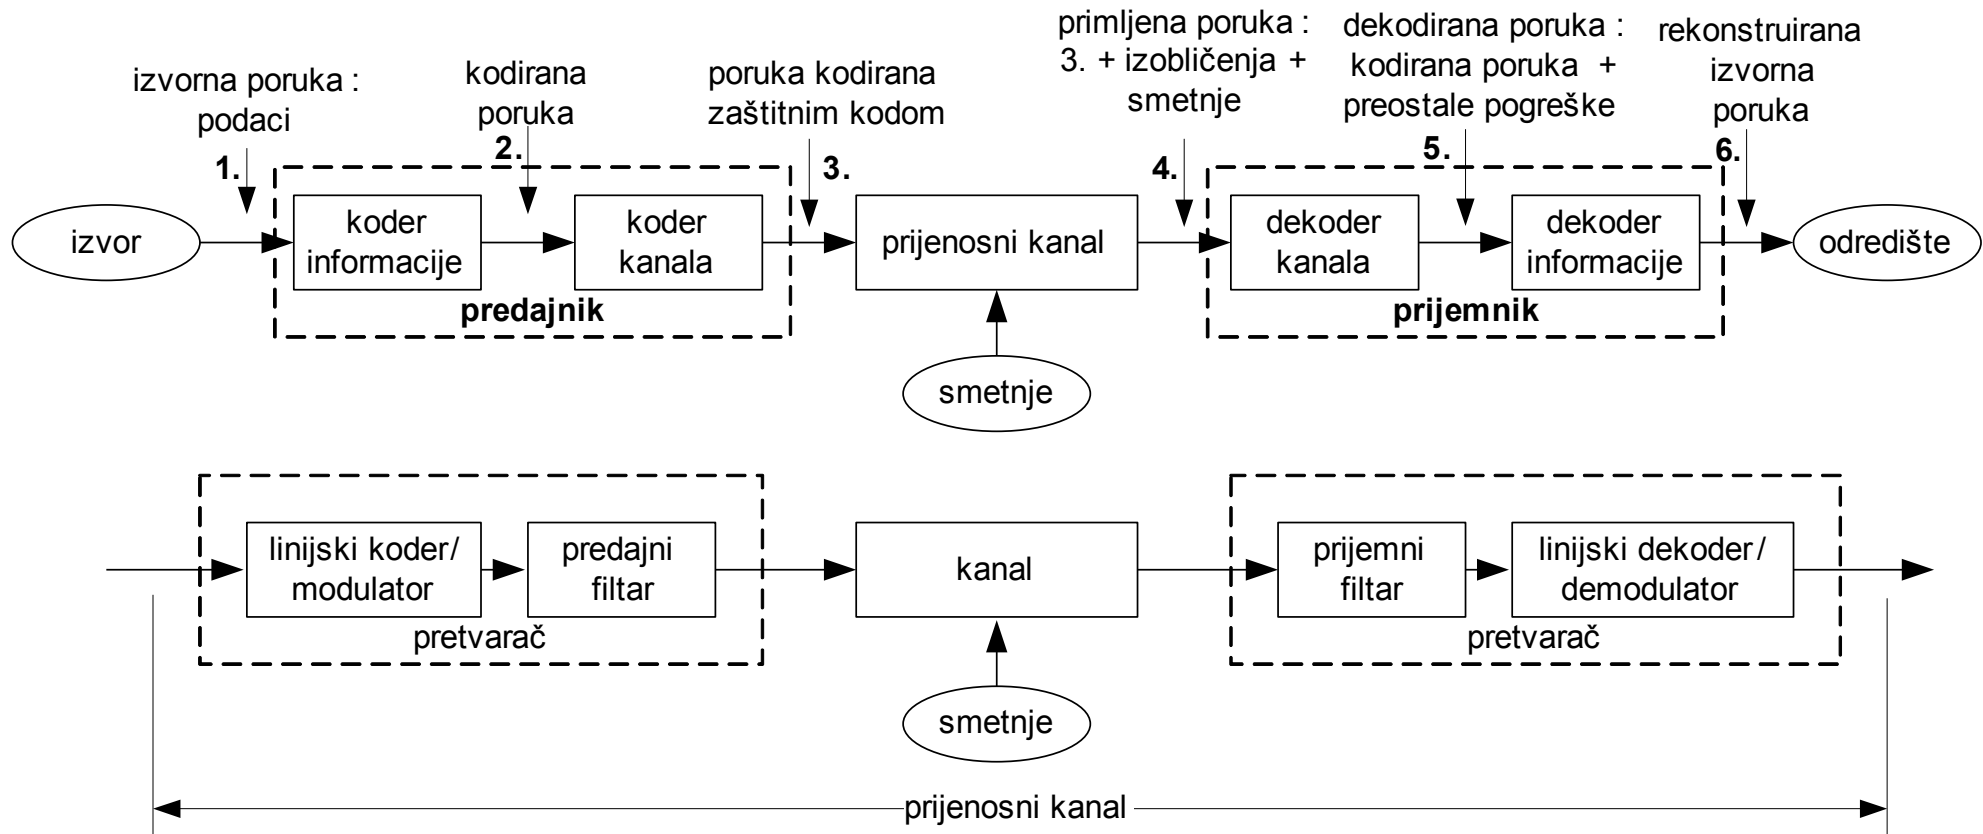 izvorna poruka :
podaci
kodirana
poruka
poruka kodirana
zaštitnim kodom
primljena poruka :
3. + izobličenja +
smetnje
dekodirana poruka :
kodirana poruka +
preostale pogreške
rekonstruirana
izvorna
poruka
1.
2.
3.
4.
5.
6.
izvor
koder
informacije
koder
kanala
predajnik
prijenosni kanal
dekoder
kanala
dekoder
informacije
prijemnik
odredište
smetnje
linijski koder/
modulator
predajni
filtar
pretvarač
kanal
prijemni
filtar
linijski dekoder/
demodulator
pretvarač
smetnje
prijenosni kanal